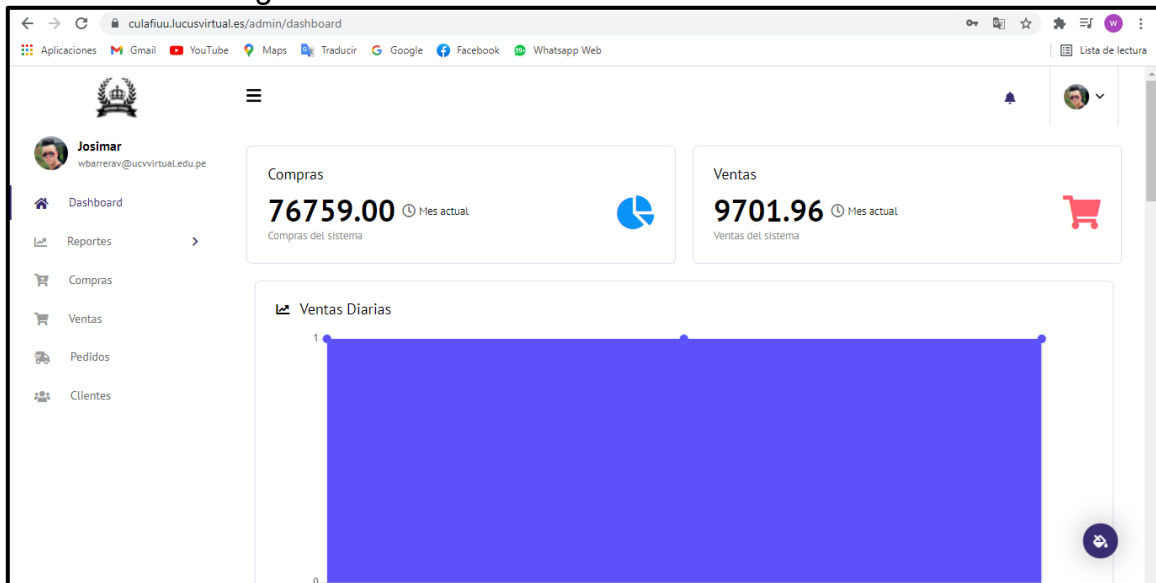 culafiuu.lucusvirtual.es/admin/dashboard
W
Aplicaciones Gmail YouTube Maps Traducir Google Facebook Whatsapp Web Lista de lectura
Josimar
wbarrerav@ucvvirtual.edu.pe
Dashboard
Reportes
Compras
Ventas
Pedidos
Clientes
Compras
76759.00 Mes actual
Compras del sistema
Ventas
9701.96 Mes actual
Ventas del sistema
Ventas Diarias
1
0